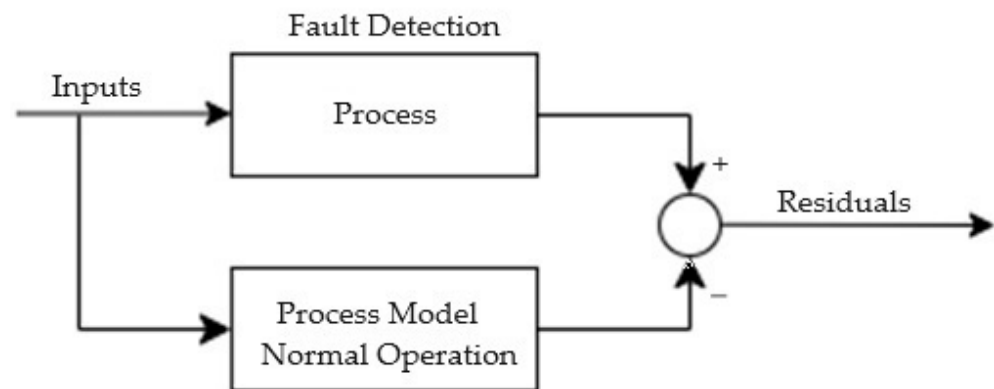 Fault Detection
Inputs
Process
+
Residuals
−
Process Model
Normal Operation